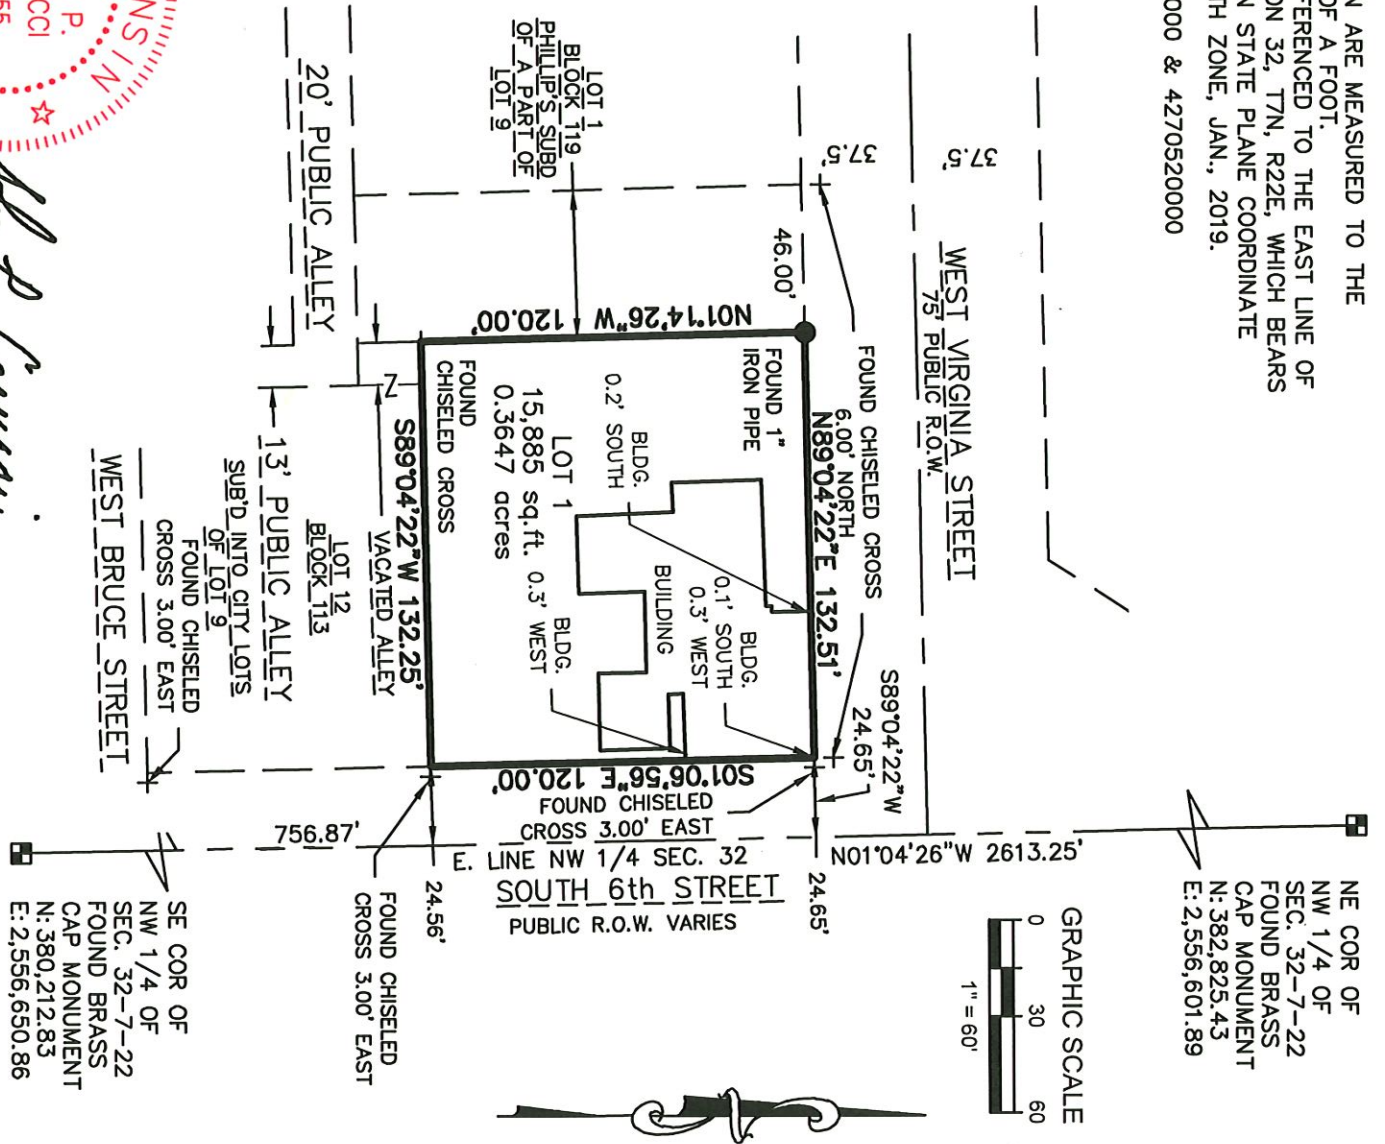 N ARE MEASURED TO THE
OF A FOOT.
FERENCED TO THE EAST LINE OF
ON 32, T7N, R22E, WHICH BEARS
N STATE PLANE COORDINATE
TH ZONE, JAN., 2019.
000 & 4270520000
NE COR OF
NW 1/4 OF
SEC. 32-7-22
FOUND BRASS
CAP MONUMENT
N: 382,825.43
E: 2,556,601.89
GRAPHIC SCALE
0 30 60
1" = 60'
37.5'
37.5'
WEST VIRGINIA STREET
75' PUBLIC R.O.W.
FOUND CHISELED CROSS
6.00' NORTH
N89°04'22"E 132.51'
S89°04'22"W
24.65'
46.00'
FOUND 1"
IRON PIPE
N01°14'26"W 120.00'
LOT 1
BLOCK 119
PHILLIP'S SUBD
OF A PART OF
LOT 9
BLDG.
0.2' SOUTH
BLDG.
0.1' SOUTH
0.3' WEST
BUILDING
LOT 1
15,885 sq.ft.
0.3647 acres
BLDG.
0.3' WEST
FOUND
CHISELED CROSS
S01°06'56"E 120.00'
FOUND CHISELED
CROSS 3.00' EAST
S89°04'22"W 132.25'
N01°04'26"W 2613.25'
24.65'
E. LINE NW 1/4 SEC. 32
SOUTH 6th STREET
PUBLIC R.O.W. VARIES
756.87'
24.56'
FOUND CHISELED
CROSS 3.00' EAST
Z
VACATED ALLEY
20' PUBLIC ALLEY
13' PUBLIC ALLEY
LOT 12
BLOCK 113
SUB'D INTO CITY LOTS
OF LOT 9
FOUND CHISELED
CROSS 3.00' EAST
WEST BRUCE STREET
SE COR OF
NW 1/4 OF
SEC. 32-7-22
FOUND BRASS
CAP MONUMENT
N:380,212.83
E:2,556,650.86
NSIN
P.
CCI
55